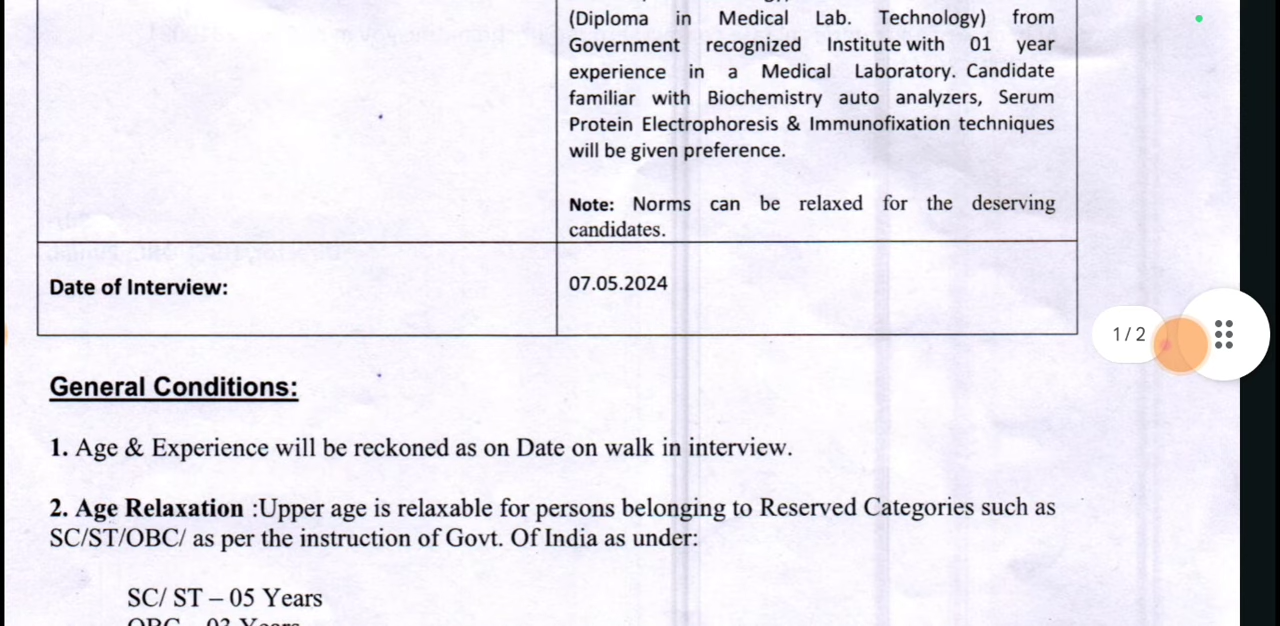 (Diploma in Medical Lab. Technology) from
Government recognized Institute with 01 year
experience in a Medical Laboratory. Candidate
familiar with Biochemistry auto analyzers, Serum
Protein Electrophoresis & Immunofixation techniques
will be given preference.
Note: Norms can be relaxed for the deserving
candidates.
Date of Interview:
07.05.2024
1 / 2
General Conditions:
1. Age & Experience will be reckoned as on Date on walk in interview.
2. Age Relaxation :Upper age is relaxable for persons belonging to Reserved Categories such as
SC/ST/OBC/ as per the instruction of Govt. Of India as under:
SC/ ST – 05 Years
OBC – 03 Years